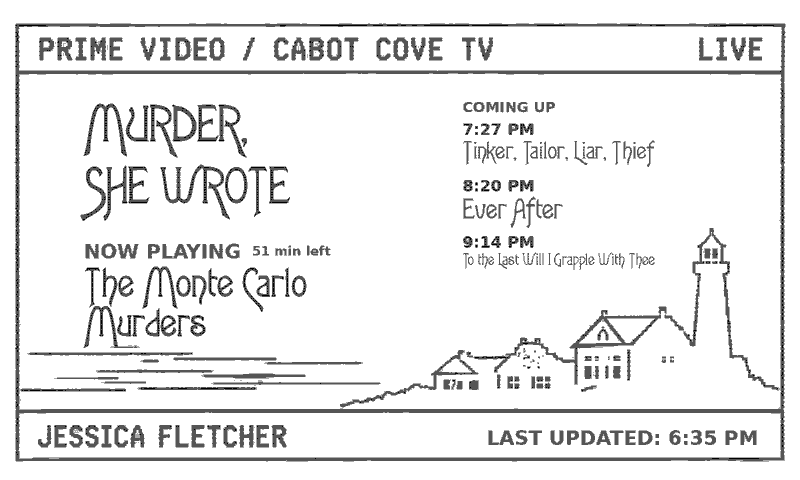 PRIME VIDEO / CABOT COVE TV
LIVE
MURDER,
SHE WROTE
NOW PLAYING 51 min left
The Monte Carlo
Murders
COMING UP
7:27 PM
Tinker, Tailor, Liar, Thief
8:20 PM
Ever After
9:14 PM
To the Last Will I Grapple With Thee
JESSICA FLETCHER
LAST UPDATED: 6:35 PM